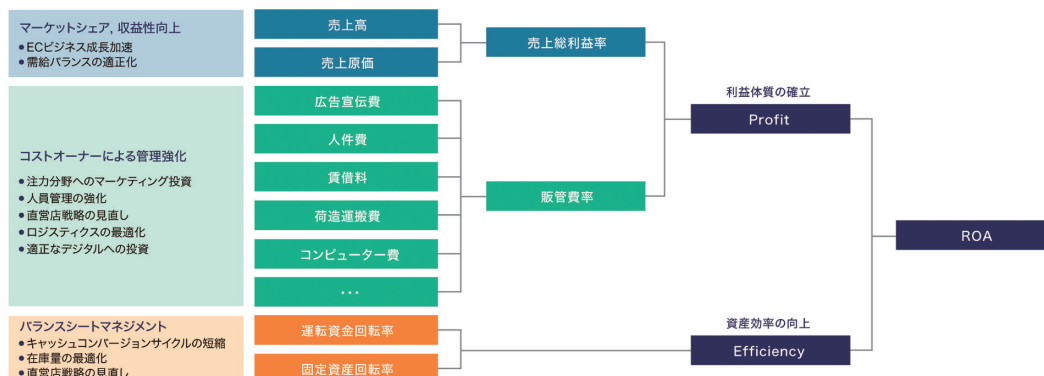 マーケットシェア, 収益性向上
●ECビジネス成長加速
●需給バランスの適正化
コストオーナーによる管理強化
●注力分野へのマーケティング投資
●人員管理の強化
●直営店戦略の見直し
●ロジスティクスの最適化
●適正なデジタルへの投資
バランスシートマネジメント
●キャッシュコンバージョンサイクルの短縮
●在庫量の最適化
●直営店戦略の見直し
売上高
売上原価
広告宣伝費
人件費
賃借料
荷造運搬費
コンピューター費
...
運転資金回転率
固定資産回転率
売上総利益率
販管費率
利益体質の確立
Profit
資産効率の向上
Efficiency
ROA